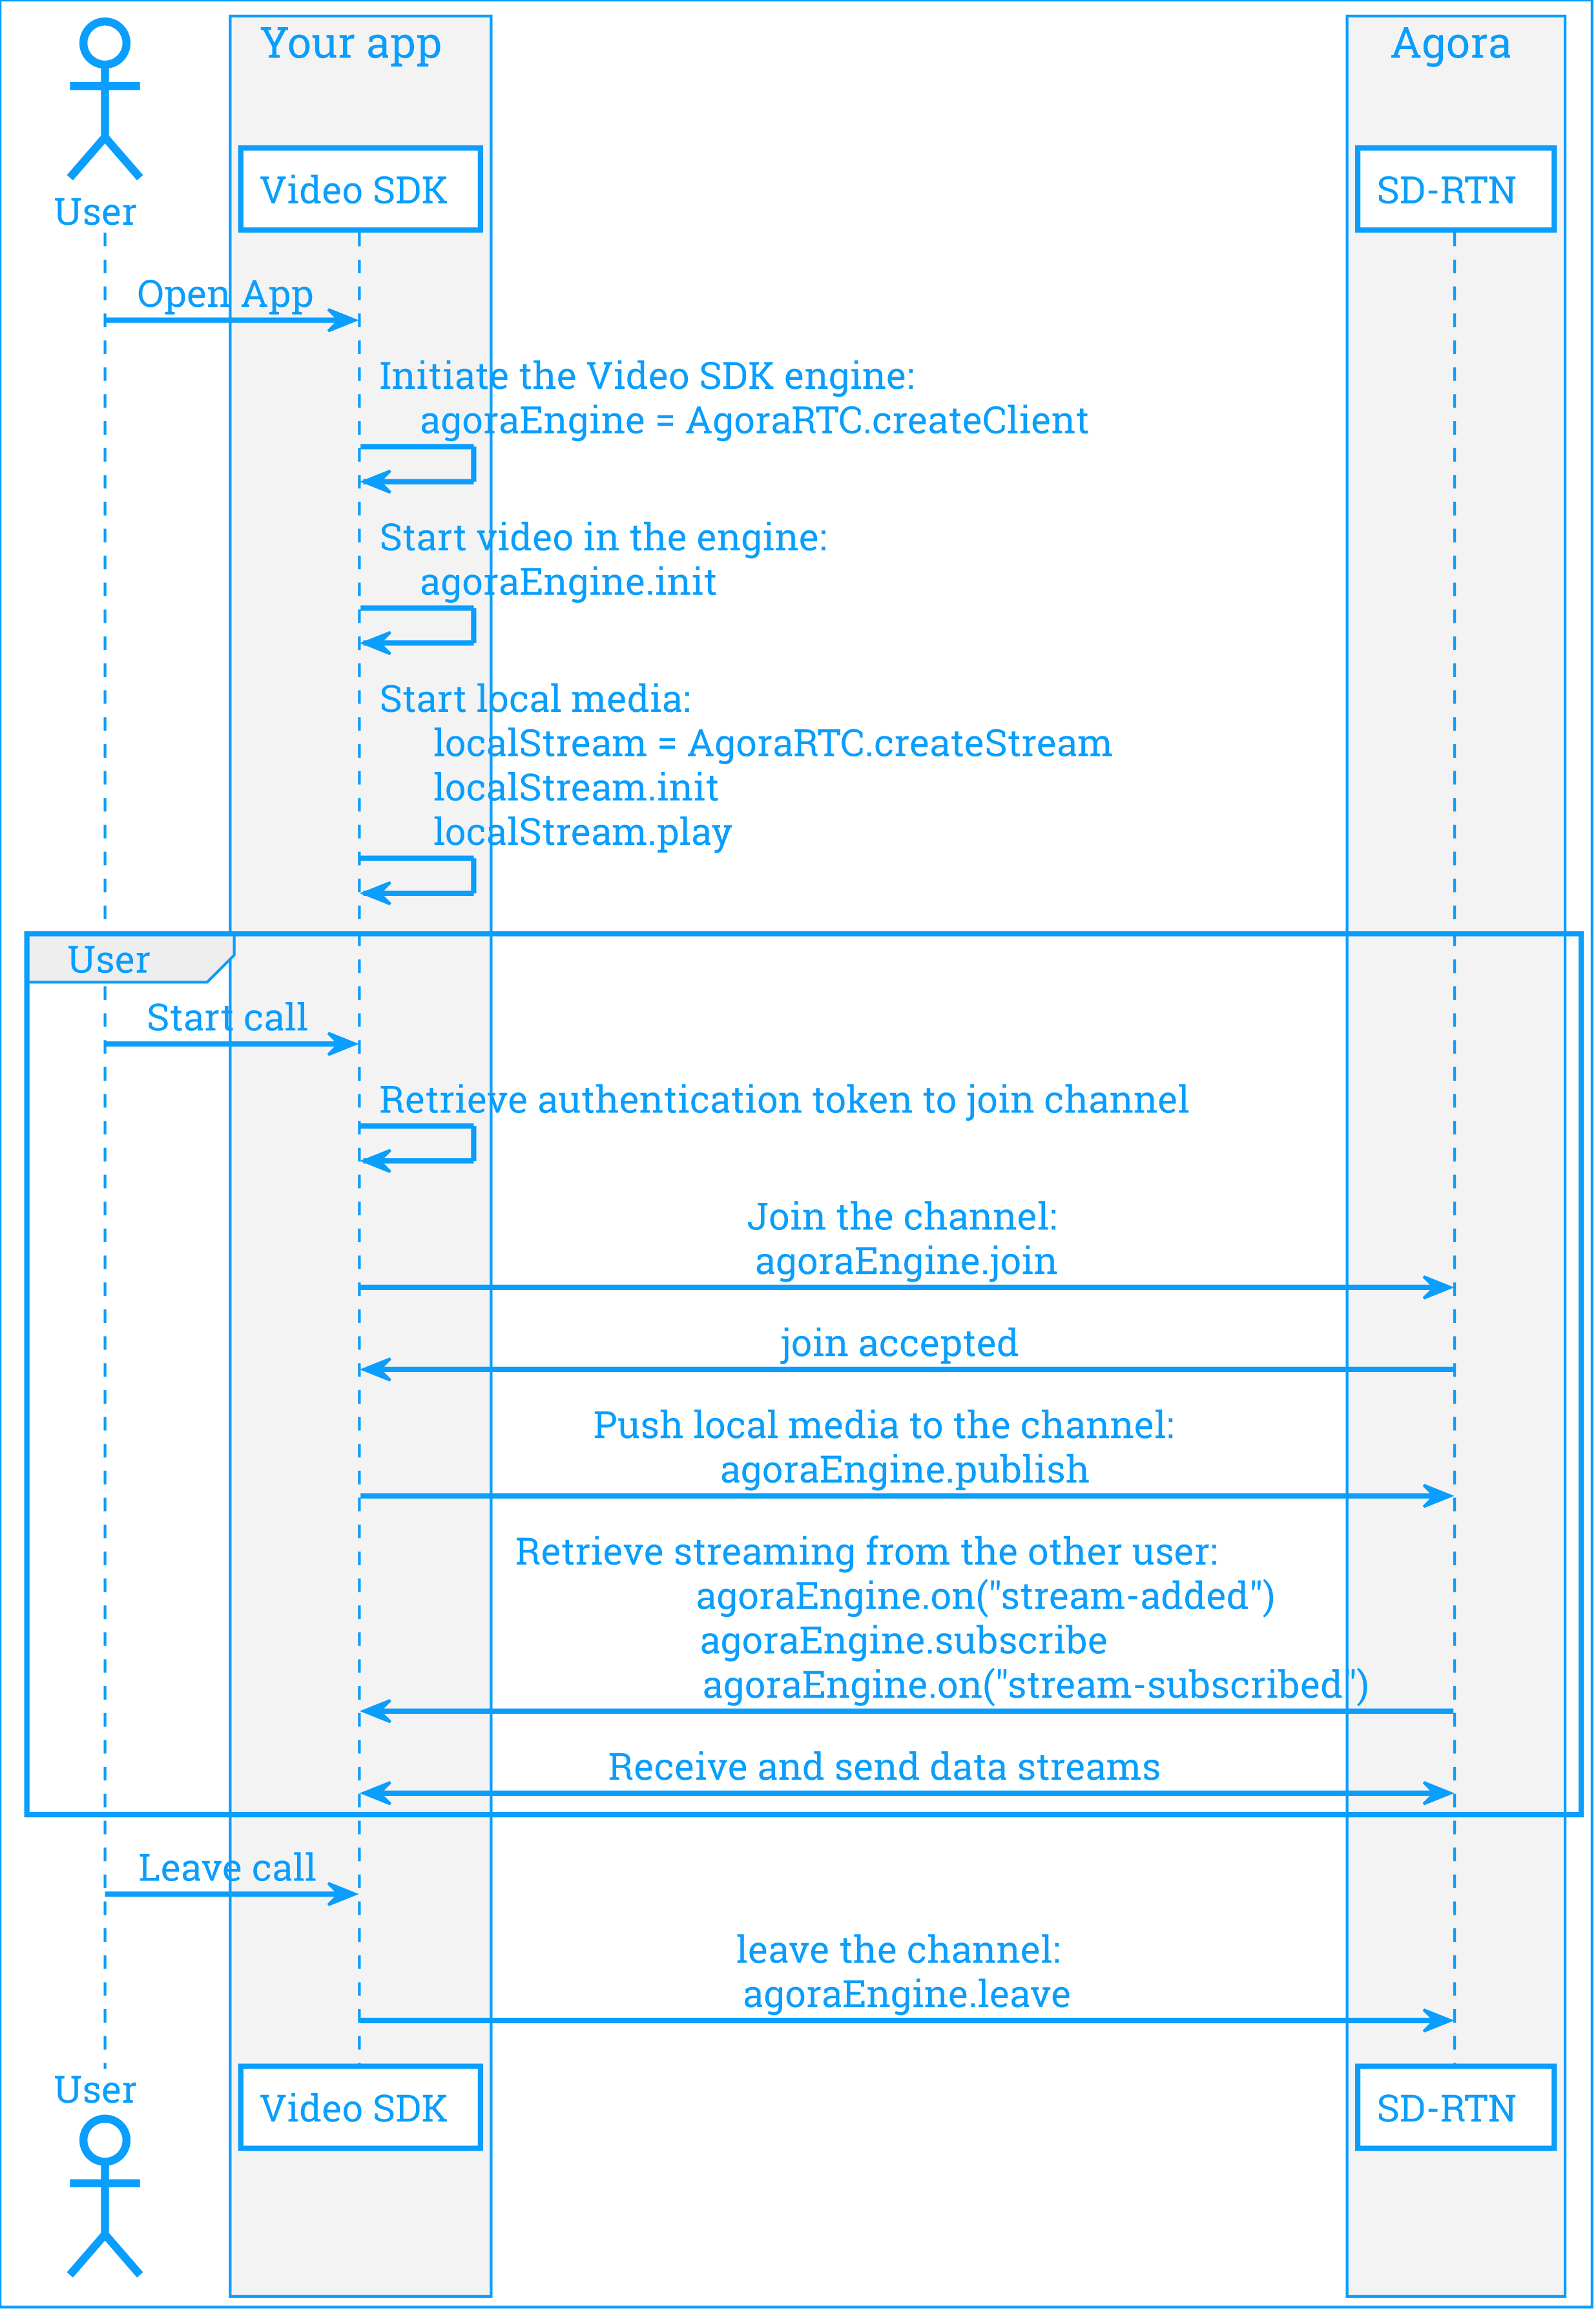 Your app
Agora
User
Video SDK
SD-RTN
Open App
Initiate the Video SDK engine:
agoraEngine = AgoraRTC.createClient
Start video in the engine:
agoraEngine.init
Start local media:
localStream = AgoraRTC.createStream
localStream.init
localStream.play
User
Start call
Retrieve authentication token to join channel
Join the channel:
agoraEngine.join
join accepted
Push local media to the channel:
agoraEngine.publish
Retrieve streaming from the other user:
agoraEngine.on("stream-added")
agoraEngine.subscribe
agoraEngine.on("stream-subscribed")
Receive and send data streams
Leave call
leave the channel:
agoraEngine.leave
User
Video SDK
SD-RTN